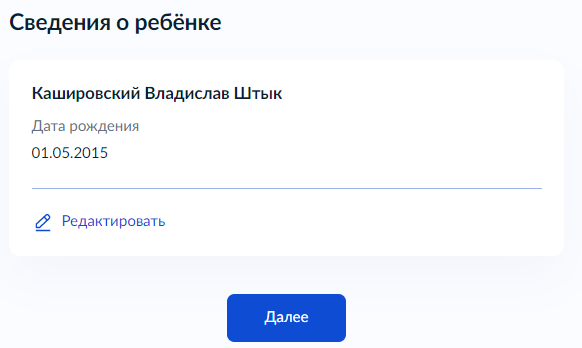 Сведения о ребёнке
Кашировский Владислав Штык
Дата рождения
01.05.2015
Редактировать
Далее